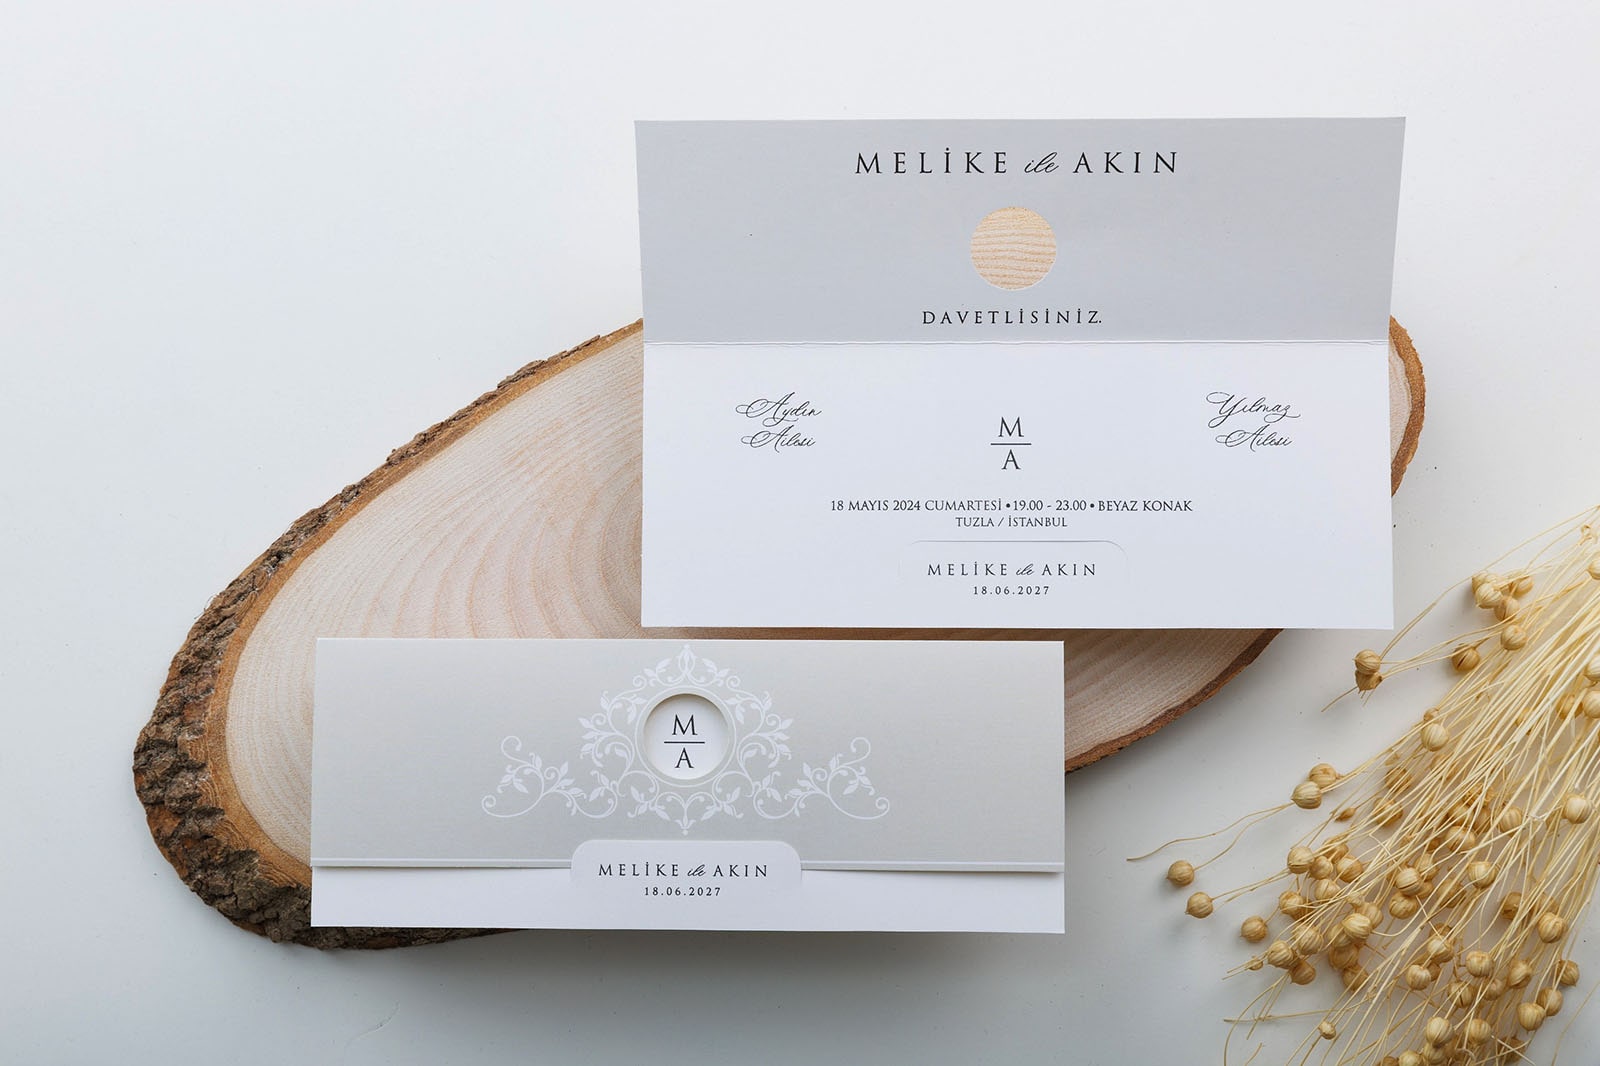 MELİKE ile AKIN
DAVETLİSİNİZ.
Aydın
Ailesi
Yılmaz
Ailesi
M
A
18 MAYIS 2024 CUMARTESİ • 19.00 - 23.00 • BEYAZ KONAK
TUZLA / İSTANBUL
MELİKE ile AKIN
18.06.2027
M
A
MELİKE ile AKIN
18.06.2027